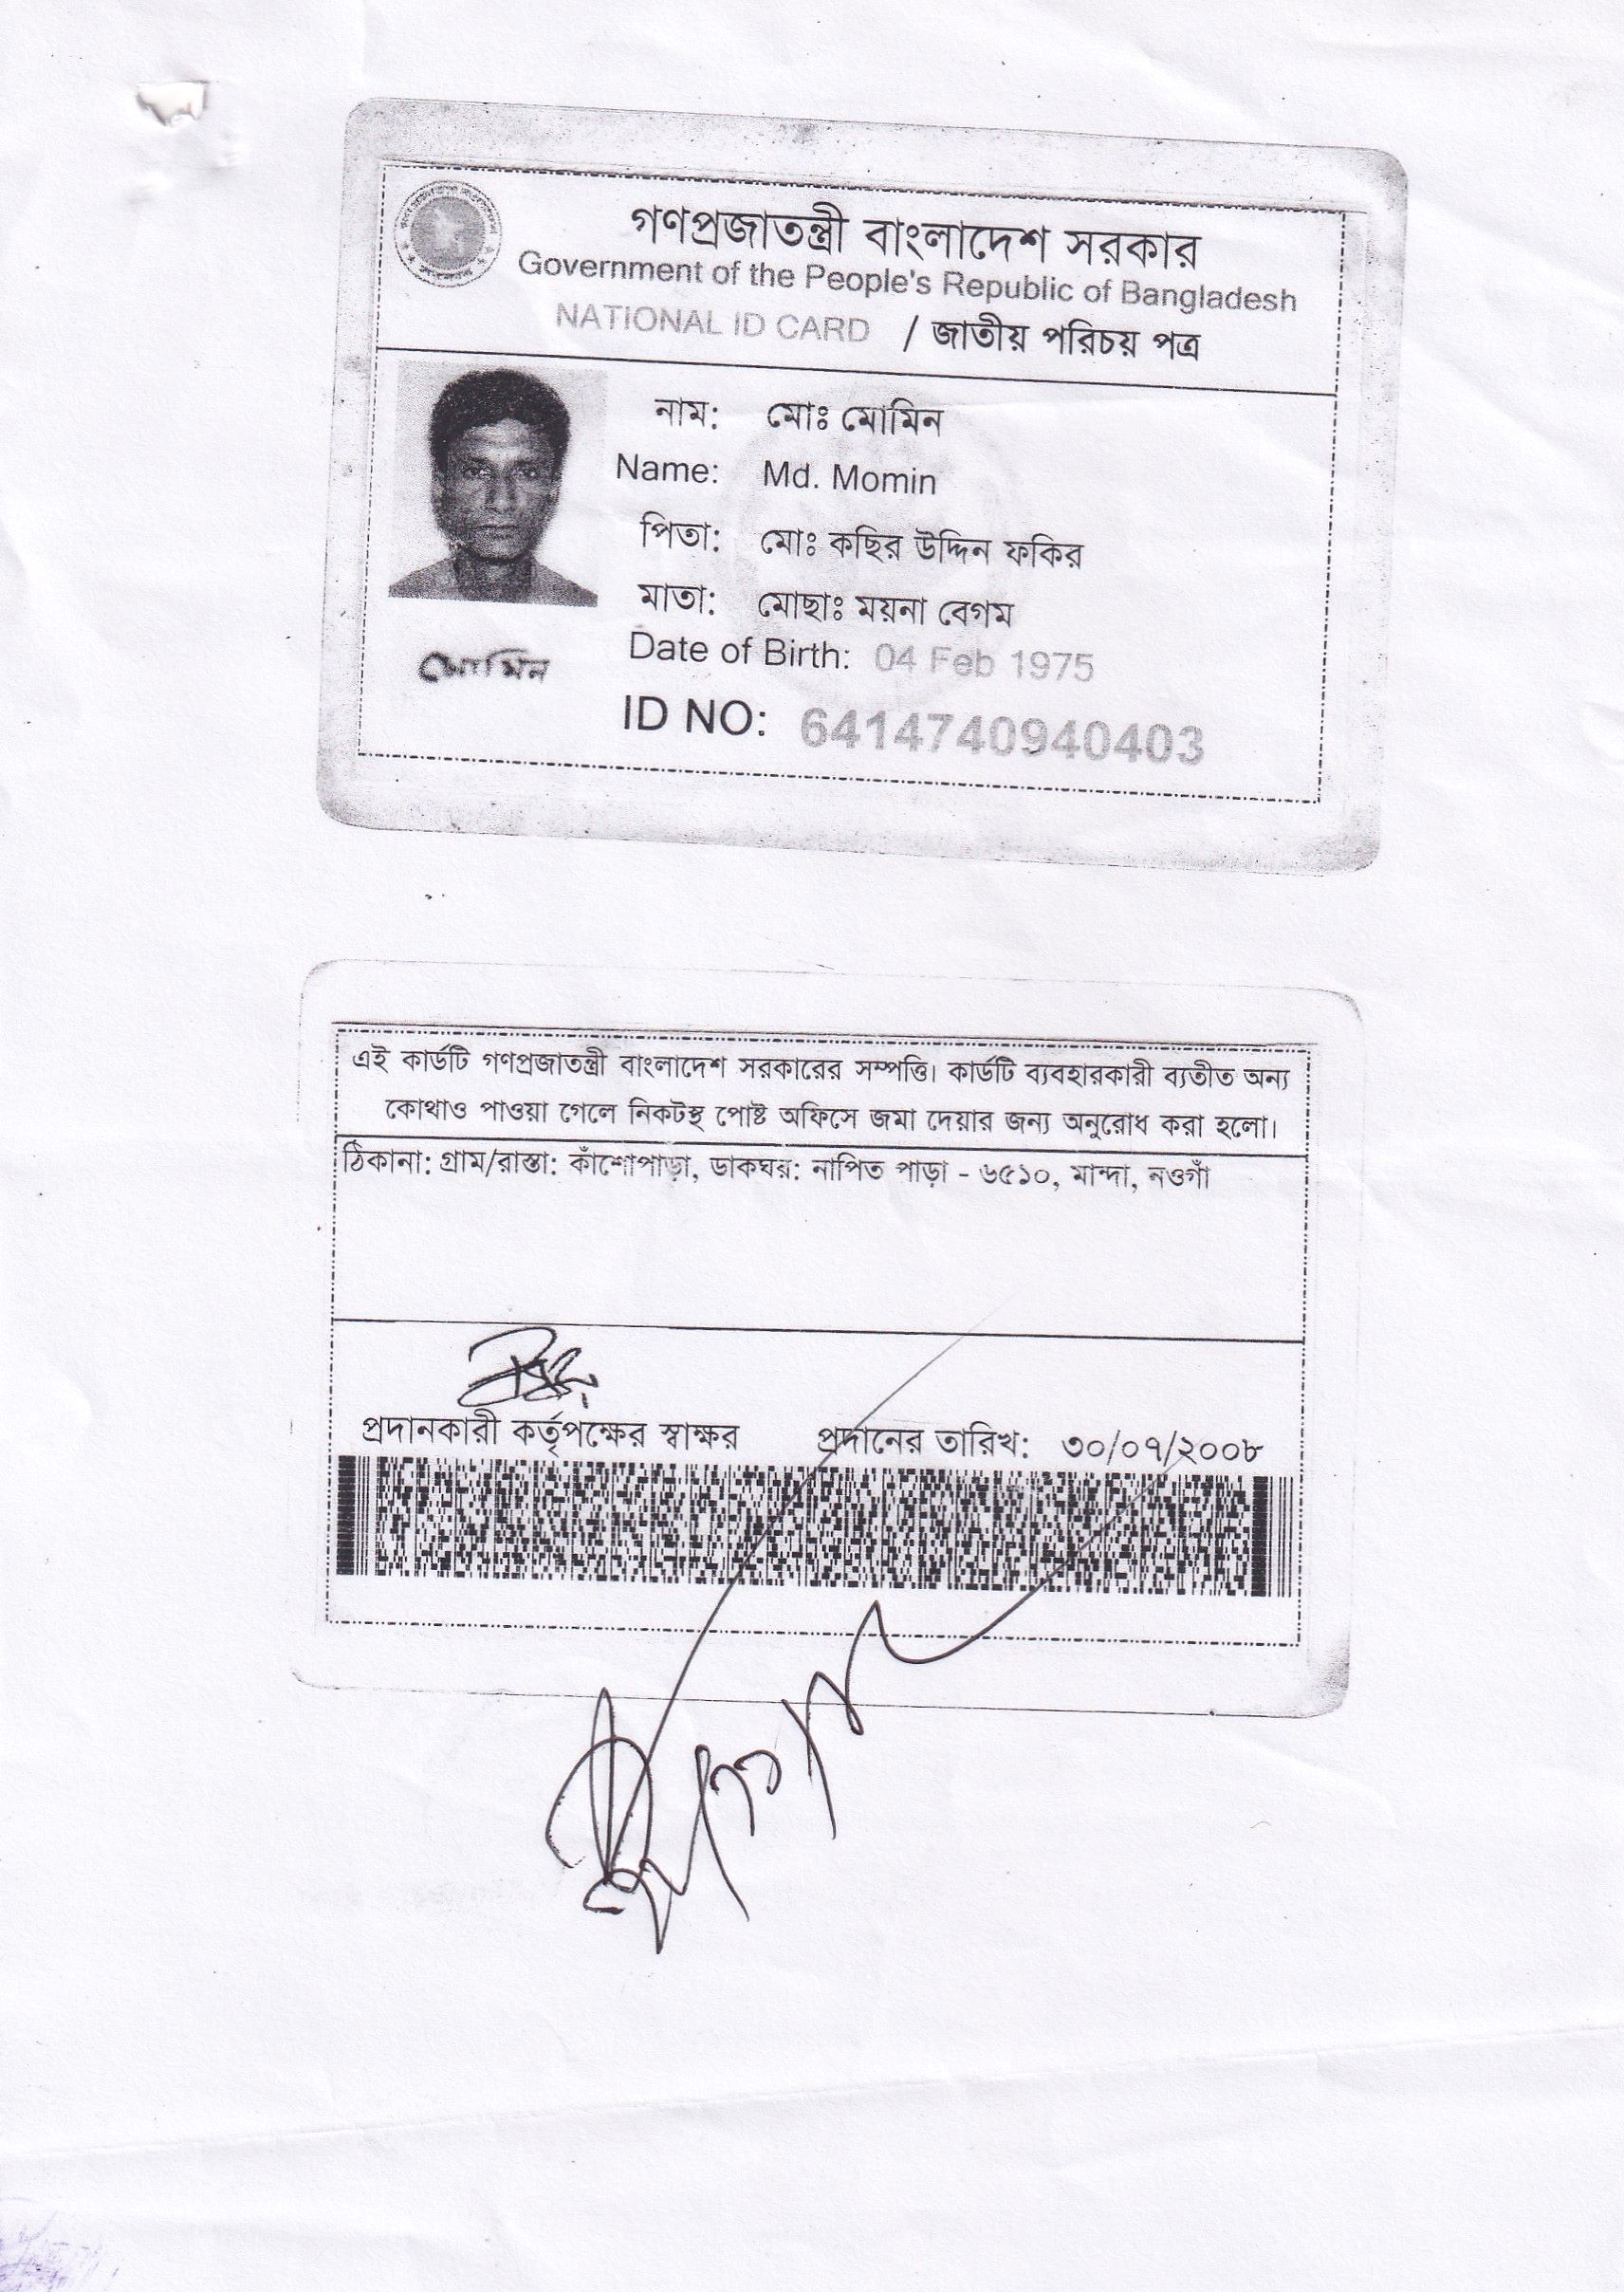 গণপ্রজাতন্ত্রী বাংলাদেশ সরকার
Government of the People's Republic of Bangladesh
NATIONAL ID CARD / জাতীয় পরিচয় পত্র
নাম: মোঃ মোমিন
Name: Md. Momin
পিতা: মোঃ কছির উদ্দিন ফকির
মাতা: মোছাঃ ময়না বেগম
Date of Birth: 04 Feb 1975
ID NO: 6414740940403
মোমিন
এই কার্ডটি গণপ্রজাতন্ত্রী বাংলাদেশ সরকারের সম্পত্তি। কার্ডটি ব্যবহারকারী ব্যতীত অন্য
কোথাও পাওয়া গেলে নিকটস্থ পোষ্ট অফিসে জমা দেয়ার জন্য অনুরোধ করা হলো।
ঠিকানা: গ্রাম/রাস্তা: কাঁশোপাড়া, ডাকঘর: নাপিত পাড়া - ৬৫১০, মান্দা, নওগাঁ
প্রদানকারী কর্তৃপক্ষের স্বাক্ষর প্রদানের তারিখ: ৩০/০৭/২০০৮